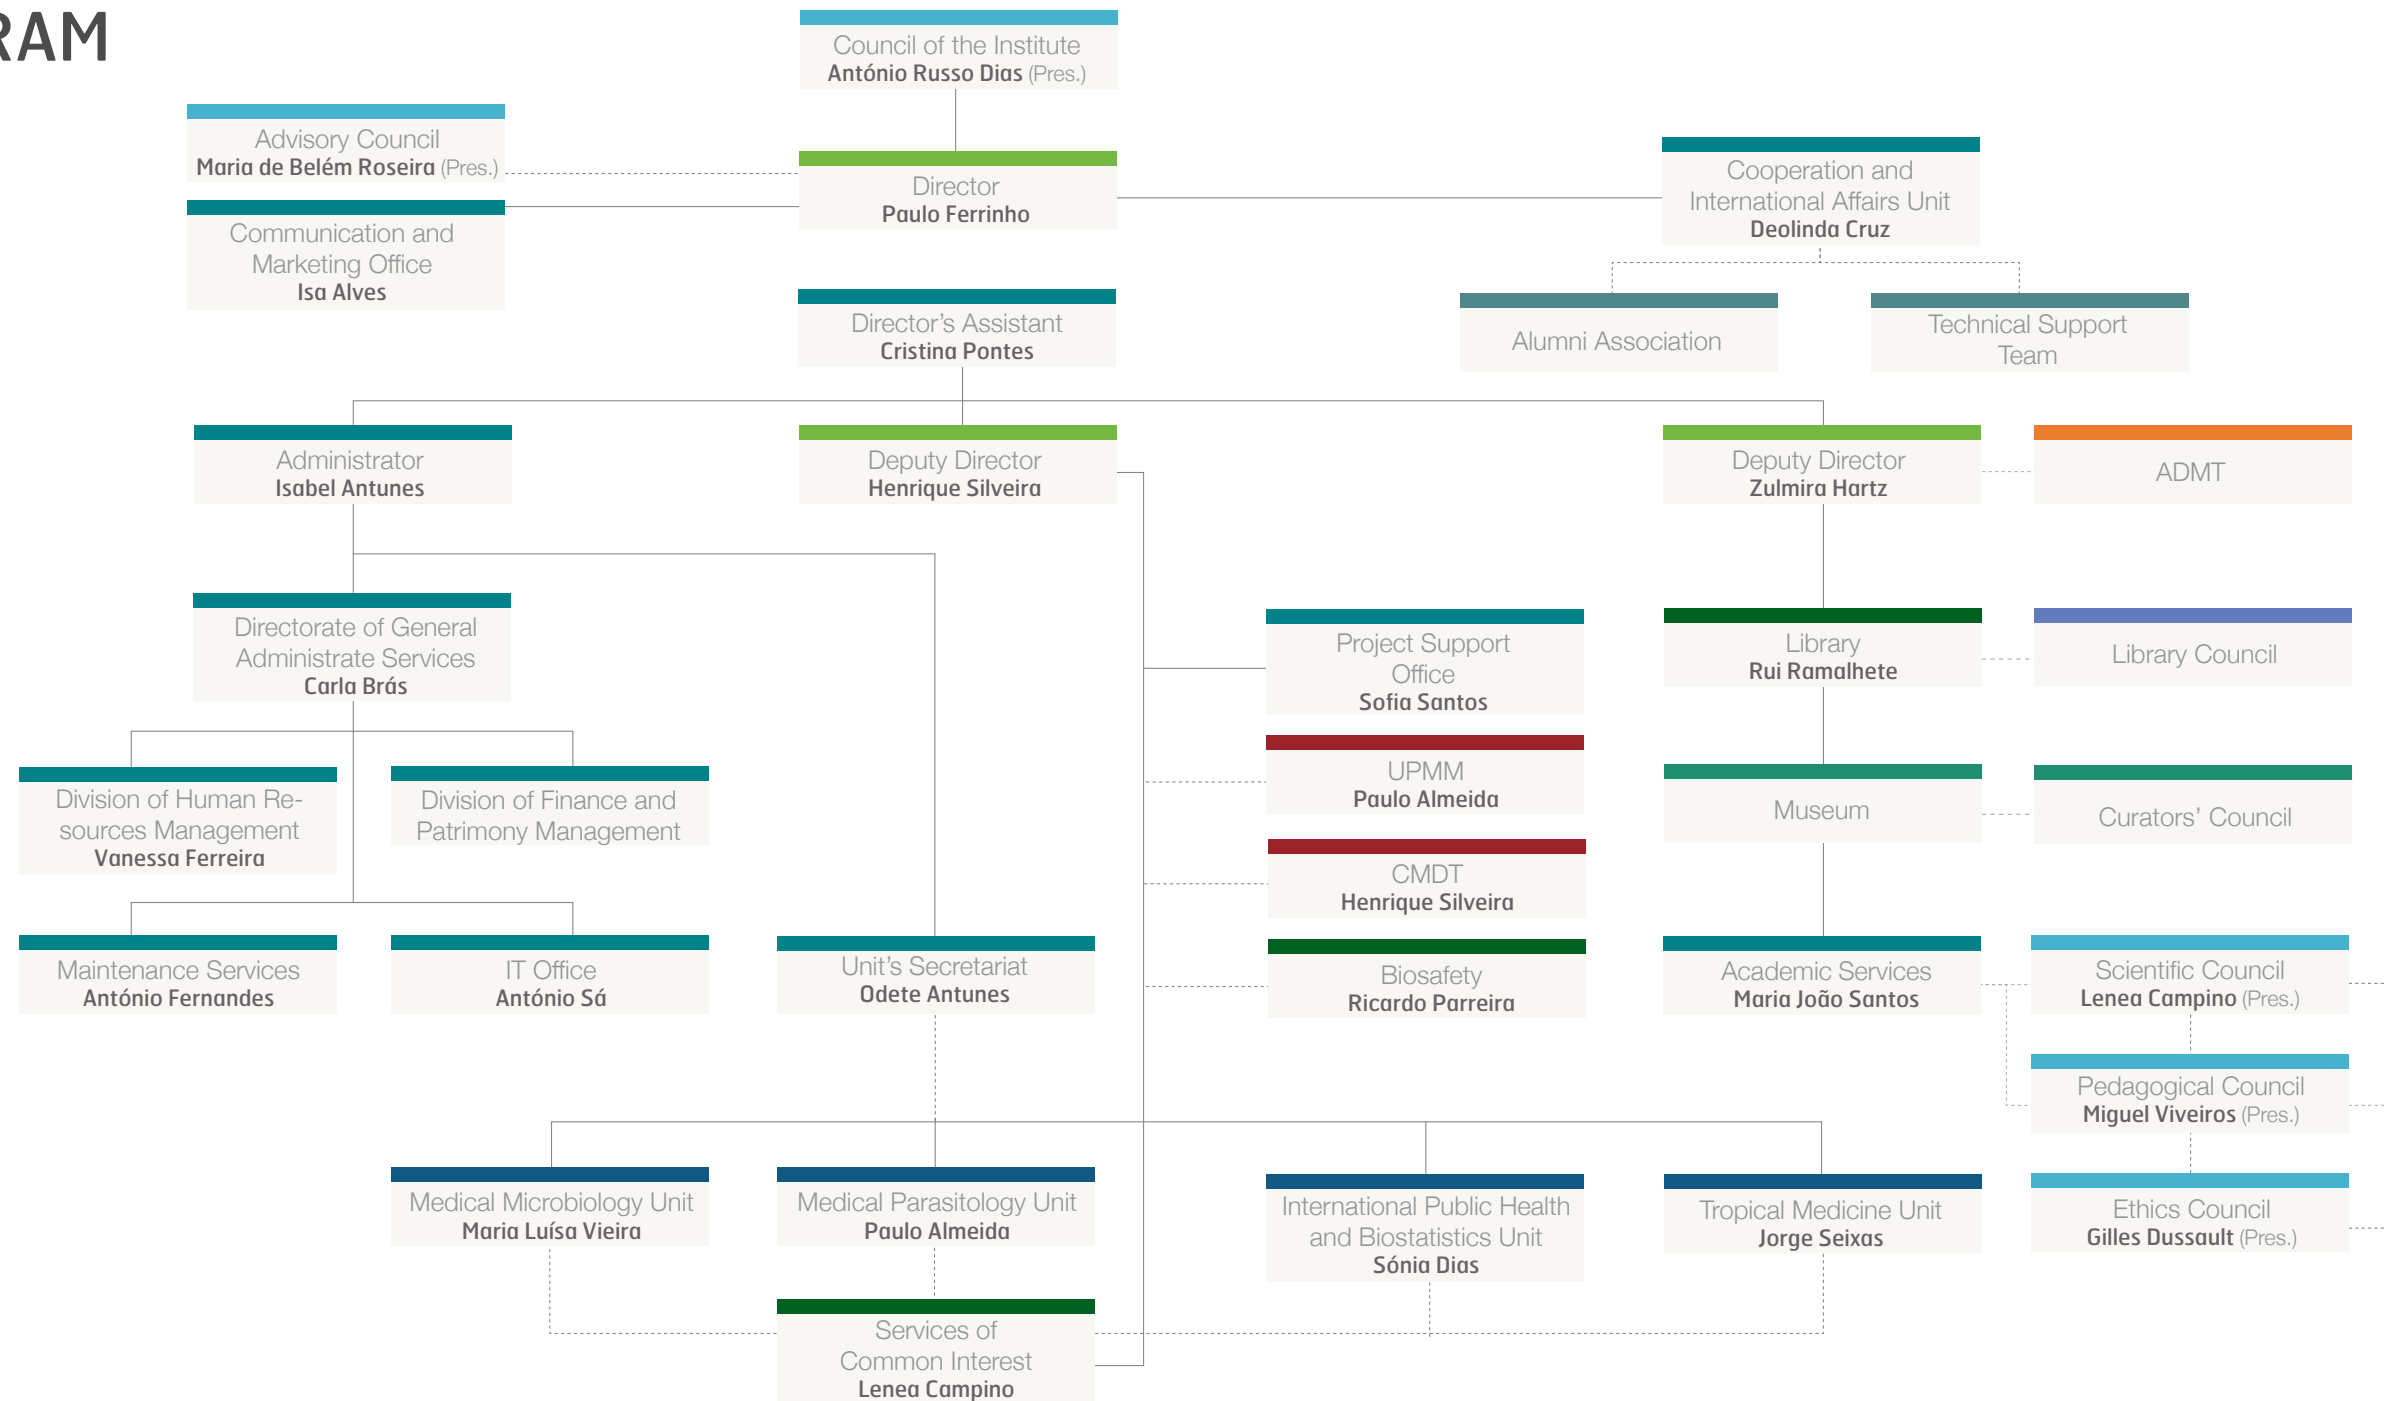 RAM
Council of the Institute
António Russo Dias (Pres.)
Advisory Council
Maria de Belém Roseira (Pres.)
Director
Paulo Ferrinho
Cooperation and
International Affairs Unit
Deolinda Cruz
Communication and
Marketing Office
Isa Alves
Director’s Assistant
Cristina Pontes
Alumni Association
Technical Support
Team
Administrator
Isabel Antunes
Deputy Director
Henrique Silveira
Deputy Director
Zulmira Hartz
ADMT
Directorate of General
Administrate Services
Carla Brás
Project Support
Office
Sofia Santos
Library
Rui Ramalhete
Library Council
Division of Human Re-
sources Management
Vanessa Ferreira
Division of Finance and
Patrimony Management
UPMM
Paulo Almeida
Museum
Curators’ Council
CMDT
Henrique Silveira
Maintenance Services
António Fernandes
IT Office
António Sá
Unit’s Secretariat
Odete Antunes
Biosafety
Ricardo Parreira
Academic Services
Maria João Santos
Scientific Council
Lenea Campino (Pres.)
Pedagogical Council
Miguel Viveiros (Pres.)
Medical Microbiology Unit
Maria Luísa Vieira
Medical Parasitology Unit
Paulo Almeida
International Public Health
and Biostatistics Unit
Sónia Dias
Tropical Medicine Unit
Jorge Seixas
Ethics Council
Gilles Dussault (Pres.)
Services of
Common Interest
Lenea Campino